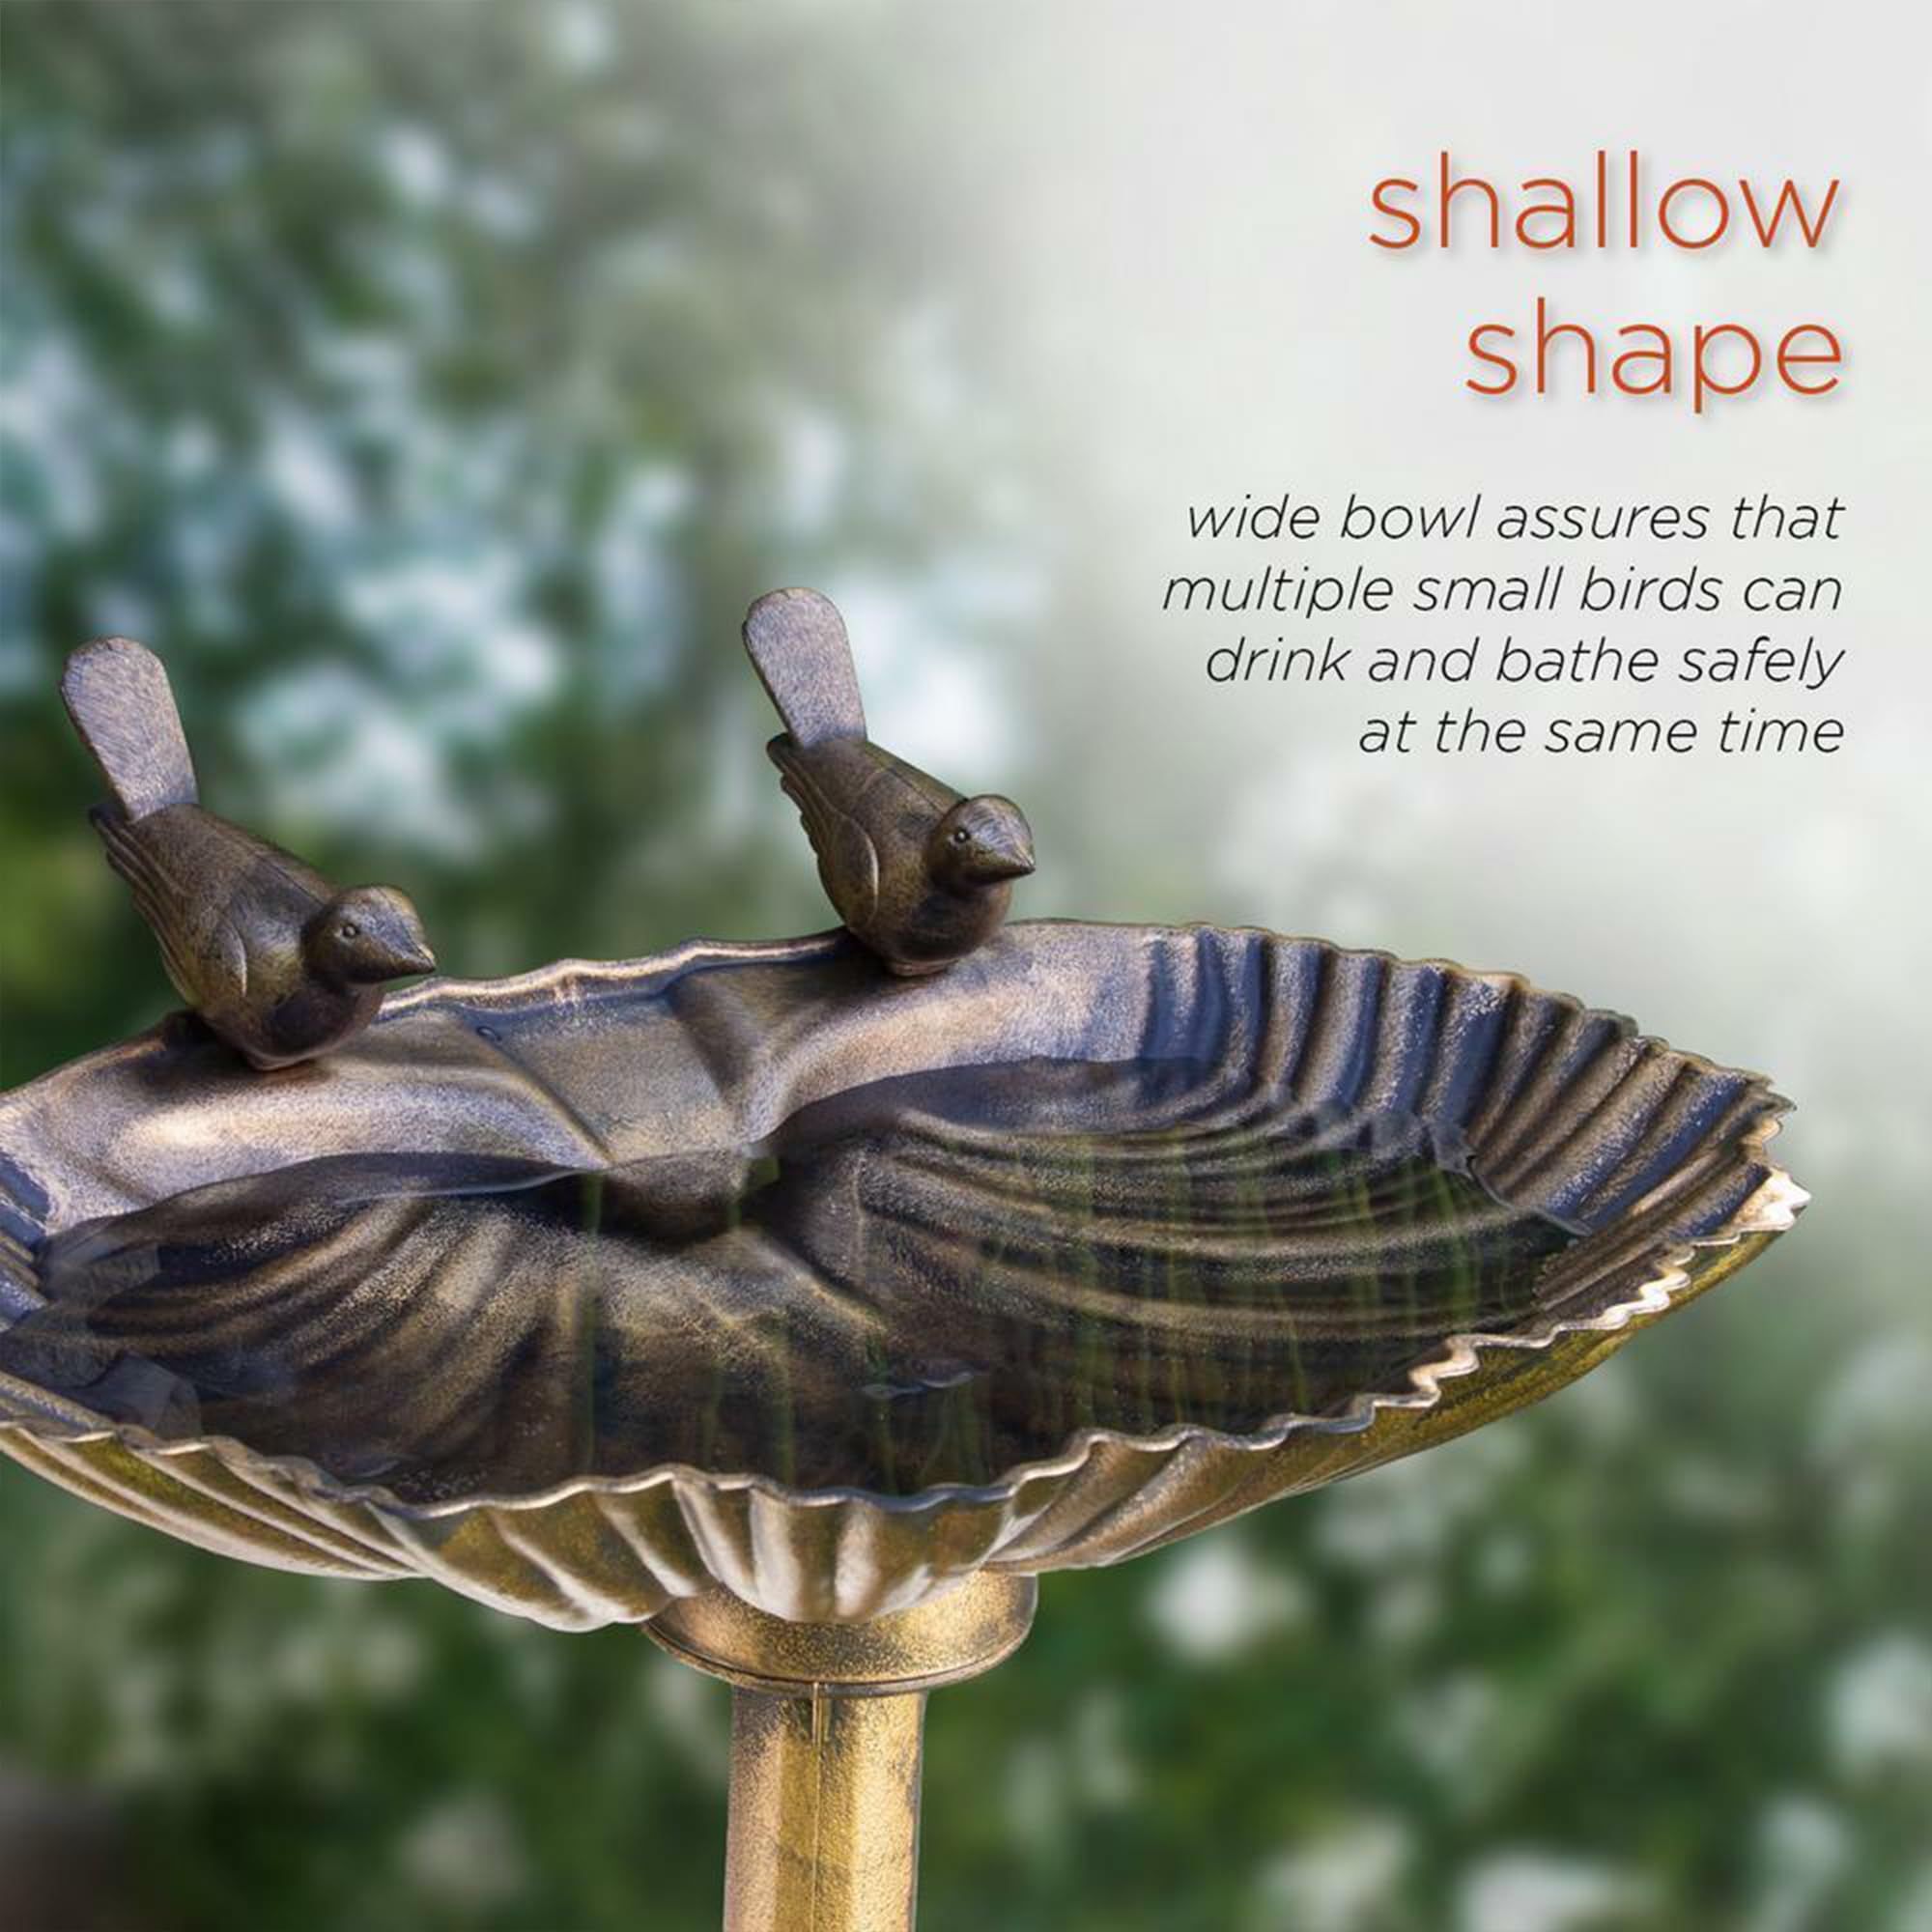 shallow
shape
wide bowl assures that
multiple small birds can
drink and bathe safely
at the same time